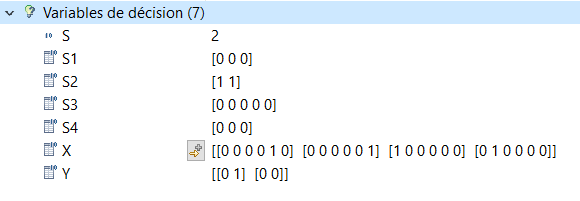 Variables de décision (7)
S 2
S1 [0 0 0]
S2 [1 1]
S3 [0 0 0 0 0]
S4 [0 0 0]
X [[0 0 0 0 1 0] [0 0 0 0 0 1] [1 0 0 0 0 0] [0 1 0 0 0 0]]
Y [[0 1] [0 0]]